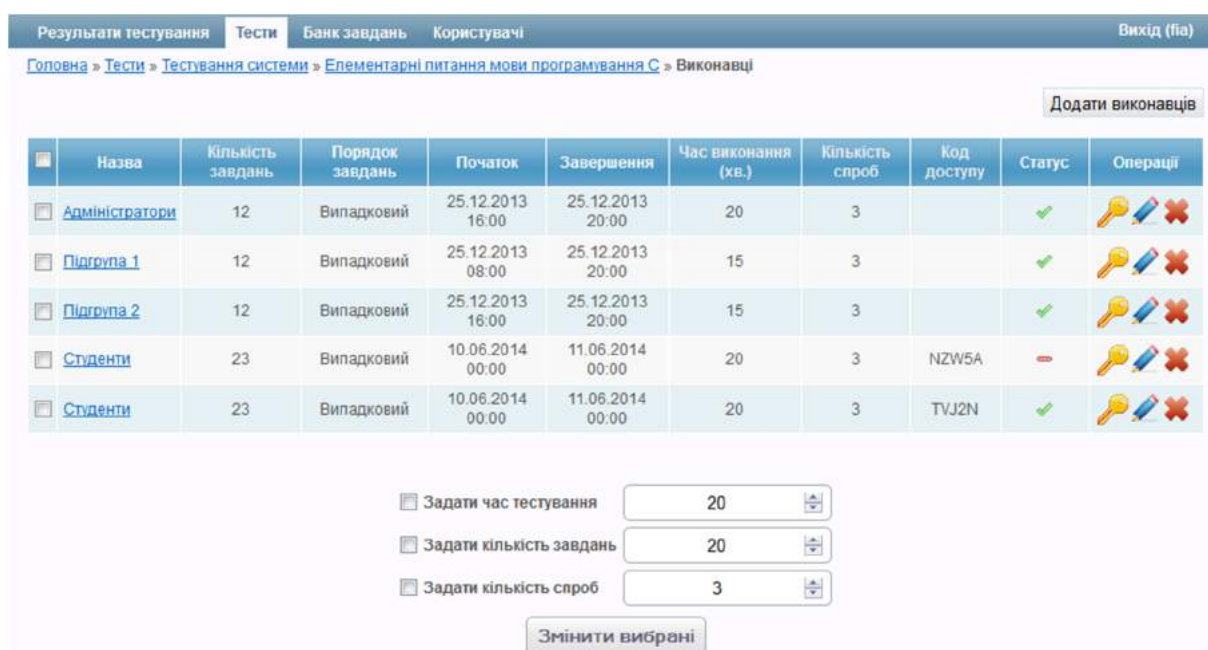 Результати тестування Тести Банк завдань Користувачі Вихід (fia)
Головна » Тести » Тестування системи » Елементарні питання мови програмування C » Виконавці
Додати виконавців
Назва Кількість завдань Порядок завдань Початок Завершення Час виконання (хв.) Кількість спроб Код доступу Статус Операції
Адміністратори 12 Випадковий 25.12.2013 16:00 25.12.2013 20:00 20 3
Підгрупа 1 12 Випадковий 25.12.2013 08:00 25.12.2013 20:00 15 3
Підгрупа 2 12 Випадковий 25.12.2013 16:00 25.12.2013 20:00 15 3
Студенти 23 Випадковий 10.06.2014 00:00 11.06.2014 00:00 20 3 NZW5A
Студенти 23 Випадковий 10.06.2014 00:00 11.06.2014 00:00 20 3 TVJ2N
Задати час тестування 20
Задати кількість завдань 20
Задати кількість спроб 3
Змінити вибрані